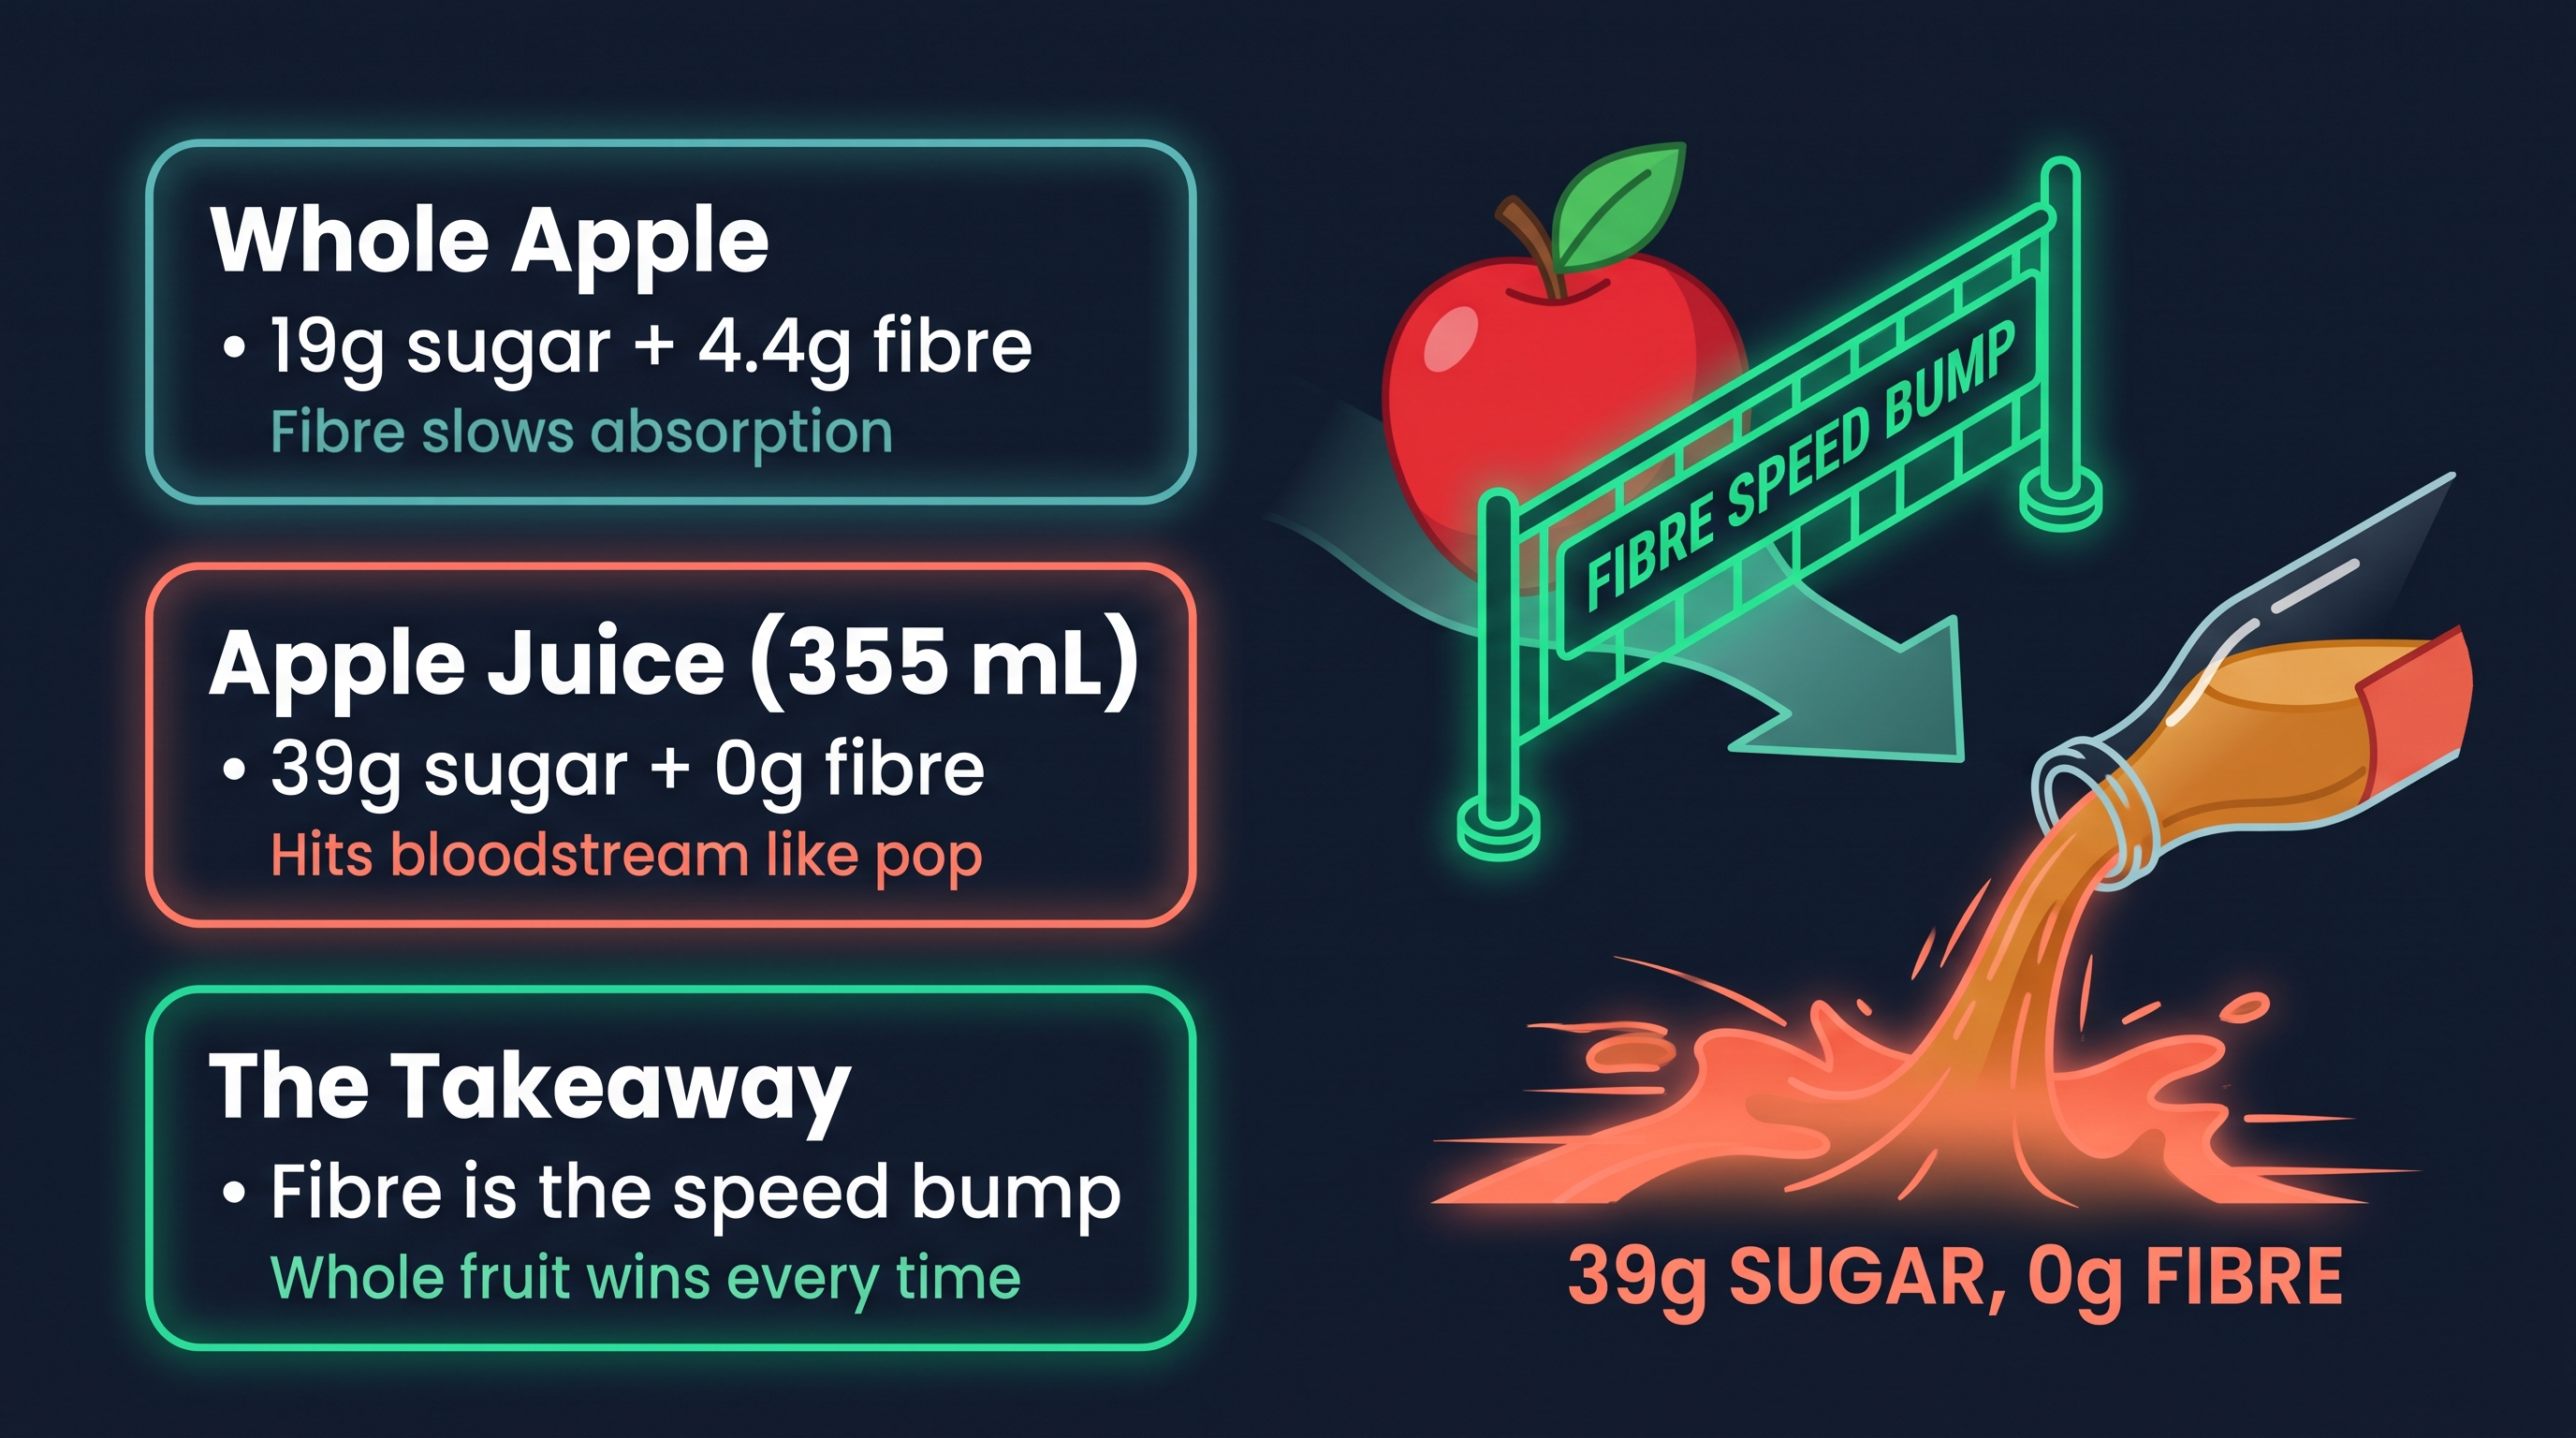 Whole Apple
• 19g sugar + 4.4g fibre
Fibre slows absorption
Apple Juice (355 mL)
• 39g sugar + 0g fibre
Hits bloodstream like pop
The Takeaway
• Fibre is the speed bump
Whole fruit wins every time
FIBRE SPEED BUMP
39g SUGAR, 0g FIBRE